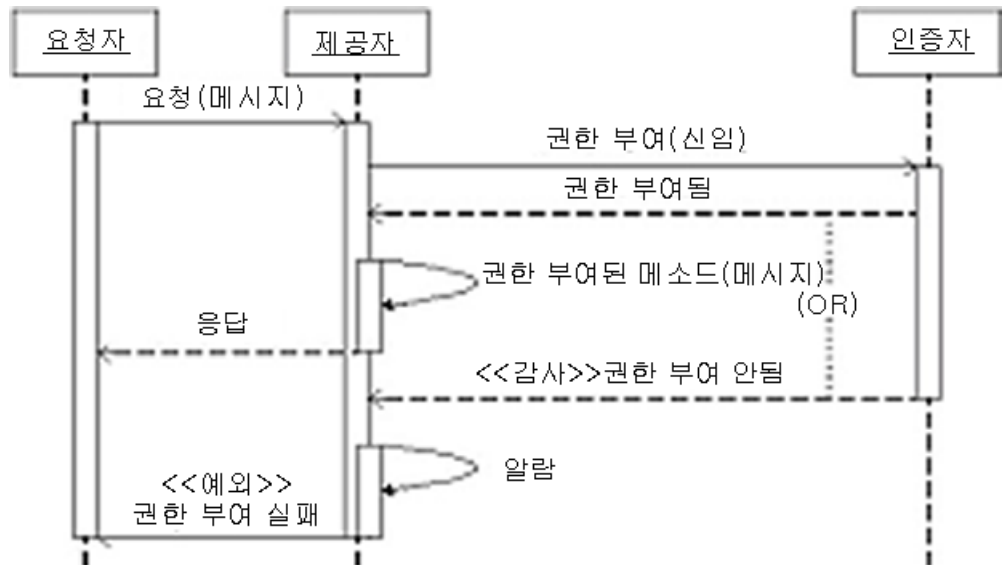 요청자
제공자
인증자
요청(메시지)
권한 부여(신임)
권한 부여됨
권한 부여된 메소드(메시지)
(OR)
응답
<<감사>>권한 부여 안됨
알람
<<예외>>
권한 부여 실패